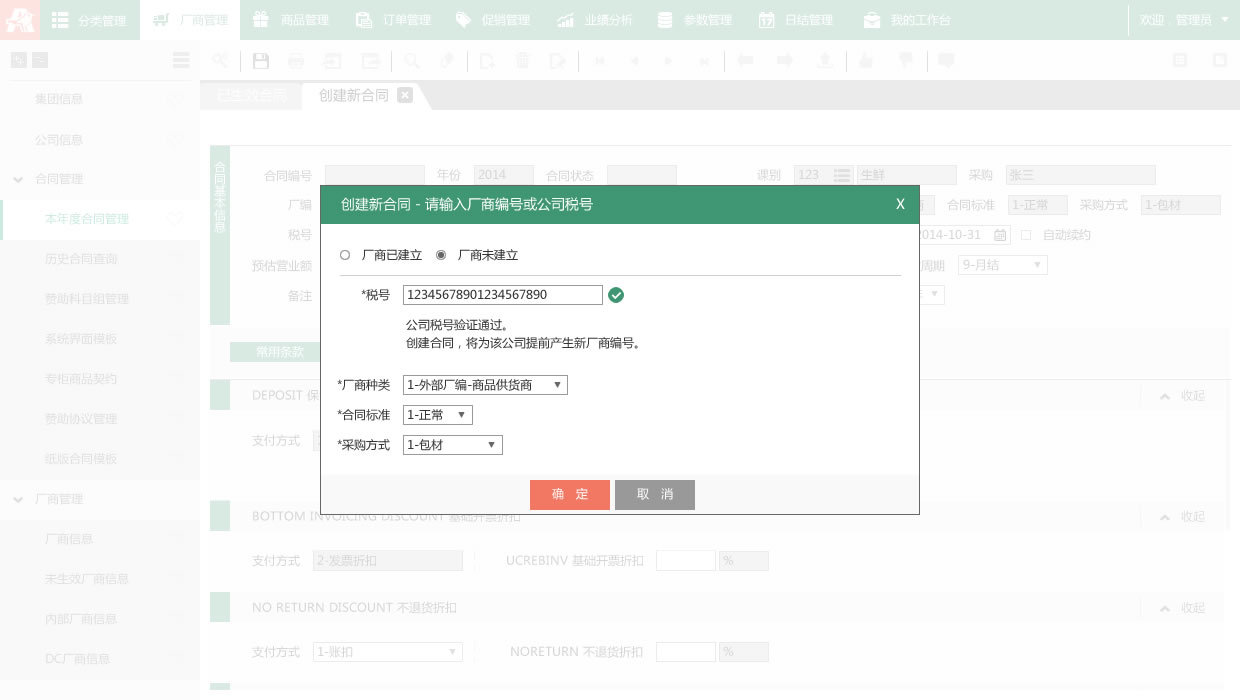 分类管理 厂商管理 商品管理 订单管理 促销管理 业绩分析 参数管理 日结管理 我的工作台 欢迎，管理员
已生效合同 创建新合同
集团信息
公司信息
合同管理
本年度合同管理
历史合同查询
赞助科目组管理
系统界面模板
专柜商品契约
赞助协议管理
纸版合同模板
厂商管理
厂商信息
未生效厂商信息
内部厂商信息
DC厂商信息
合同基本信息
合同编号 年份 2014 合同状态 课别 123 生鲜 采购 张三
厂编 合同标准 1-正常 采购方式 1-包材
税号 2014-10-31 自动续约
预估营业额 周期 9-月结
备注
创建新合同 - 请输入厂商编号或公司税号 X
厂商已建立 厂商未建立
*税号 12345678901234567890
公司税号验证通过。
创建合同，将为该公司提前产生新厂商编号。
*厂商种类 1-外部厂编-商品供货商
*合同标准 1-正常
*采购方式 1-包材
确 定 取 消
常用条款
DEPOSIT 保 收起
支付方式
BOTTOM INVOICING DISCOUNT 基础开票折扣 收起
支付方式 2-发票折扣 UCREBINV 基础开票折扣 %
NO RETURN DISCOUNT 不退货折扣 收起
支付方式 1-账扣 NORETURN 不退货折扣 %